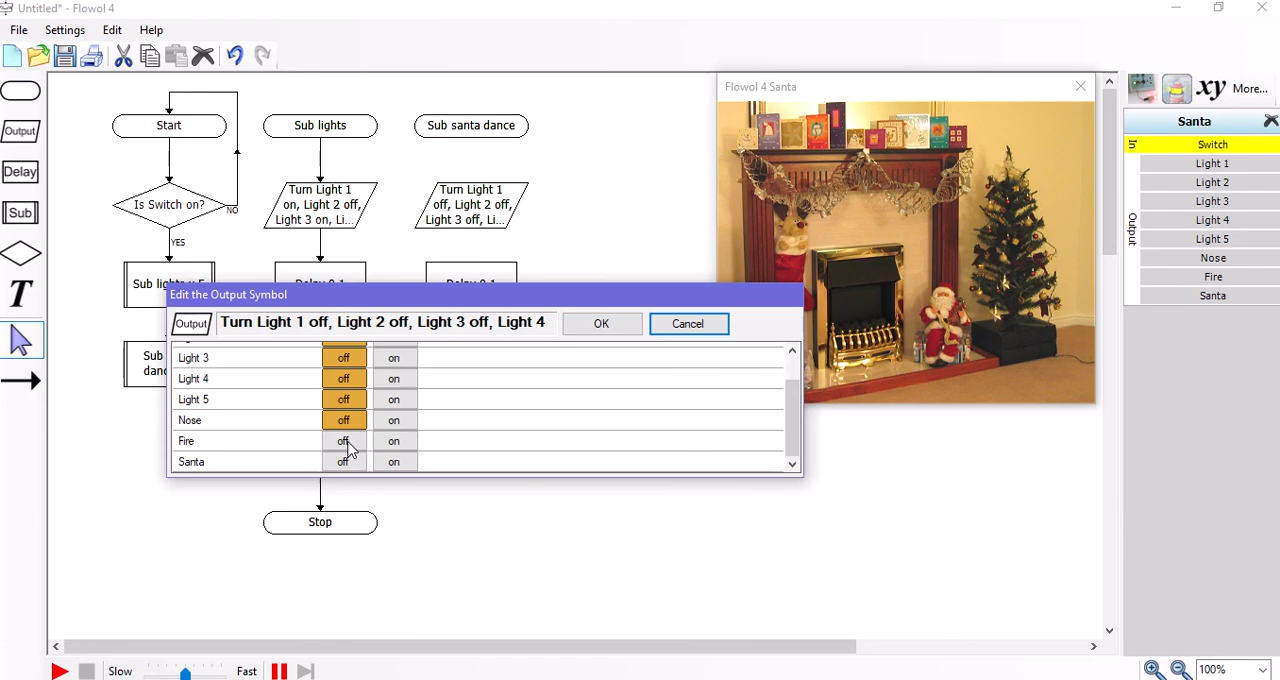 Untitled* - Flowol 4
File Settings Edit Help
Output
Delay
Sub
T
Start
Sub lights
Sub santa dance
Is Switch on?
NO
YES
Turn Light 1
on, Light 2 off,
Light 3 on, Li...
Turn Light 1
off, Light 2 off,
Light 3 off, Li...
Sub
Stop
Flowol 4 Santa
Edit the Output Symbol
Output
Turn Light 1 off, Light 2 off, Light 3 off, Light 4
OK
Cancel
Light 3 off on
Light 4 off on
Light 5 off on
Nose off on
Fire off on
Santa off on
xy More...
Santa
In
Switch
Output
Light 1
Light 2
Light 3
Light 4
Light 5
Nose
Fire
Santa
Slow
Fast
100%